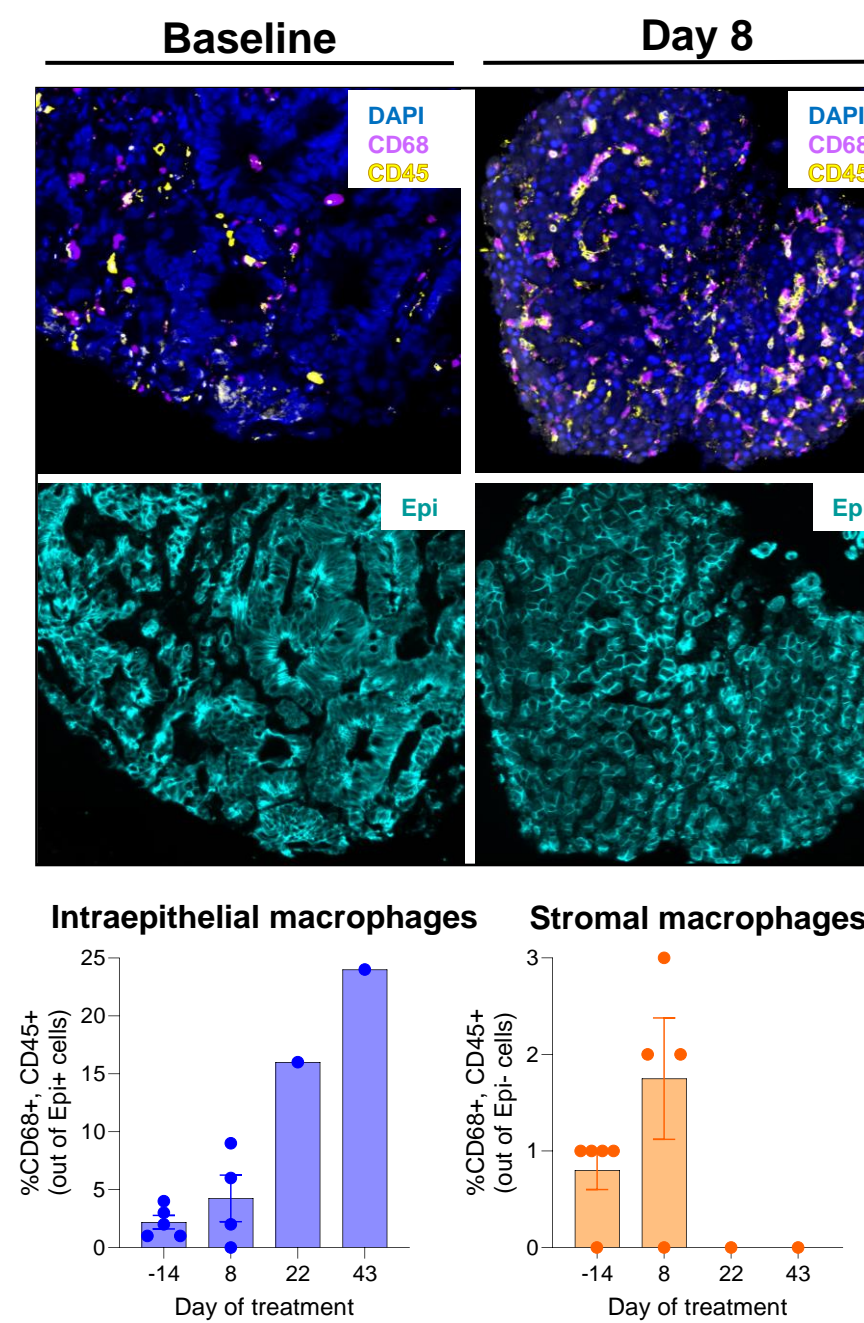 Baseline
Day 8
DAPI
CD68
CD45
DAPI
CD68
CD45
Epi
Ep
Intraepithelial macrophages
Stromal macrophages
%CD68+, CD45+
(out of Epi+ cells)
25
20
15
10
5
0
-14
8
22
43
Day of treatment
%CD68+, CD45+
(out of Epi- cells)
3
2
1
0
-14
8
22
43
Day of treatment